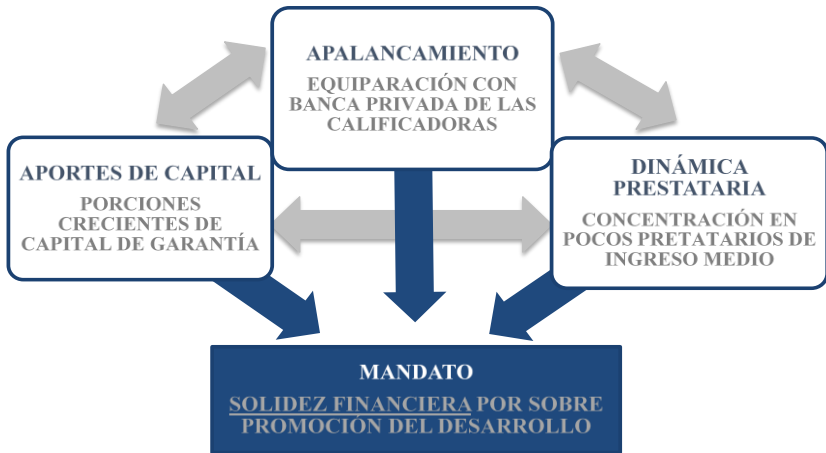 APALANCAMIENTO
EQUIPARACIÓN CON
BANCA PRIVADA DE LAS
CALIFICADORAS
APORTES DE CAPITAL
PORCIONES
CRECIENTES DE
CAPITAL DE GARANTÍA
DINÁMICA
PRESTATARIA
CONCENTRACIÓN EN
POCOS PRETATARIOS DE
INGRESO MEDIO
MANDATO
SOLIDEZ FINANCIERA POR SOBRE
PROMOCIÓN DEL DESARROLLO